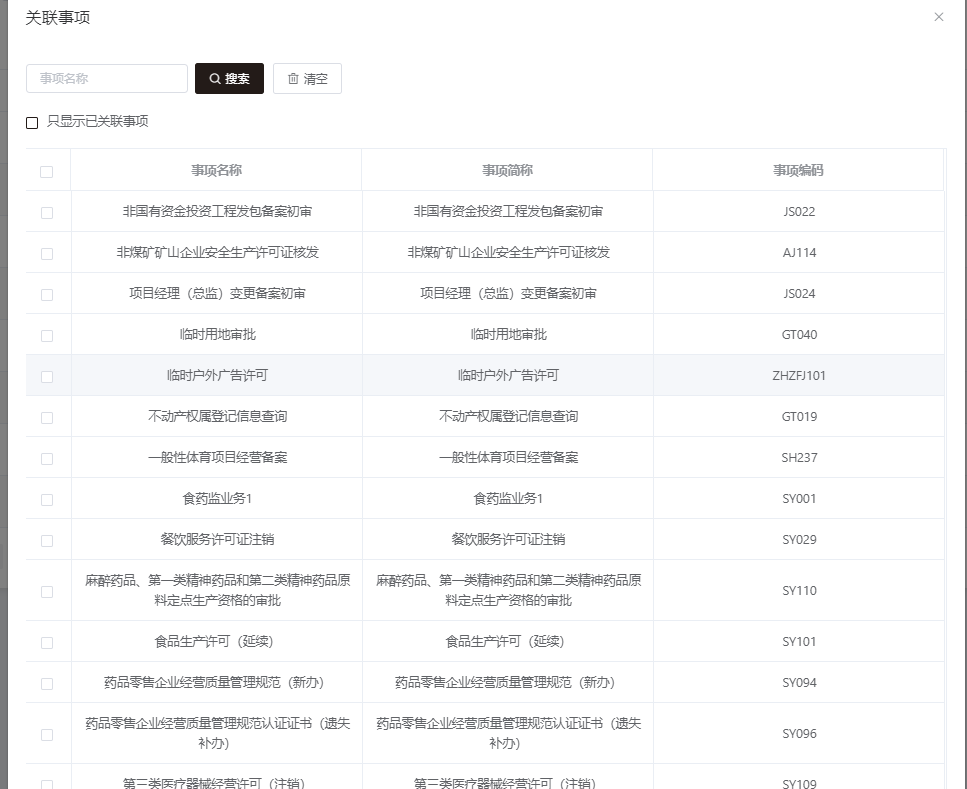 关联事项
事项名称
搜索
清空
只显示已关联事项
事项名称 事项简称 事项编码
非国有资金投资工程发包备案初审 非国有资金投资工程发包备案初审 JS022
非煤矿矿山企业安全生产许可证核发 非煤矿矿山企业安全生产许可证核发 AJ114
项目经理（总监）变更备案初审 项目经理（总监）变更备案初审 JS024
临时用地审批 临时用地审批 GT040
临时户外广告许可 临时户外广告许可 ZHZFJ101
不动产权属登记信息查询 不动产权属登记信息查询 GT019
一般性体育项目经营备案 一般性体育项目经营备案 SH237
食药监业务1 食药监业务1 SY001
餐饮服务许可证注销 餐饮服务许可证注销 SY029
麻醉药品、第一类精神药品和第二类精神药品原
料定点生产资格的审批
麻醉药品、第一类精神药品和第二类精神药品原
料定点生产资格的审批
SY110
食品生产许可（延续） 食品生产许可（延续） SY101
药品零售企业经营质量管理规范（新办） 药品零售企业经营质量管理规范（新办） SY094
药品零售企业经营质量管理规范认证证书（遗失
补办）
药品零售企业经营质量管理规范认证证书（遗失
补办）
SY096
第三类医疗器械经营许可（注销） 第三类医疗器械经营许可（注销） SY109